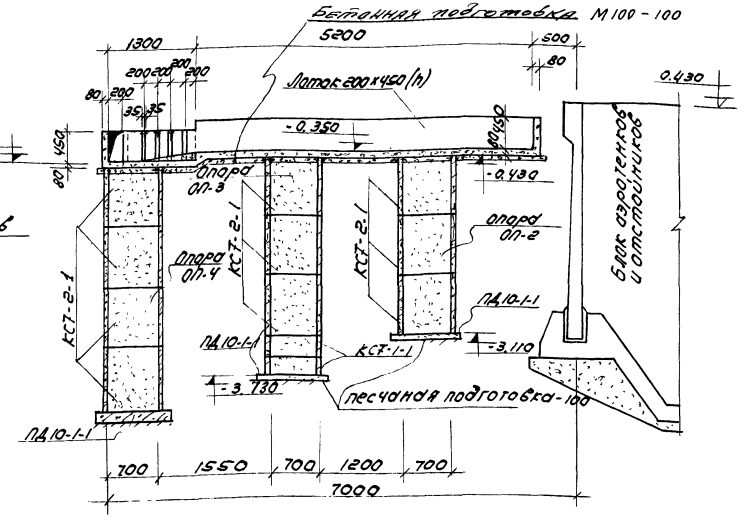 Бетонная подготовка М100-100
1300 5200 500
200 200 200 200
80 200
35 35
80
Лоток 200х450(h)
0.430
450
80
-0.350
80 450
-0.430
Опора
ОП-3
КС7-2-1
КС7-2-1
Опора
ОП-2
Блок аэротенков
и отстойников
КС7-2-1
Опора
ОП-4
ПД10-1-1
ПД10-1-1
КС7-1-1
-3.110
-3.730
песчаная подготовка-100
ПД10-1-1
700 1550 700 1200 700
7000